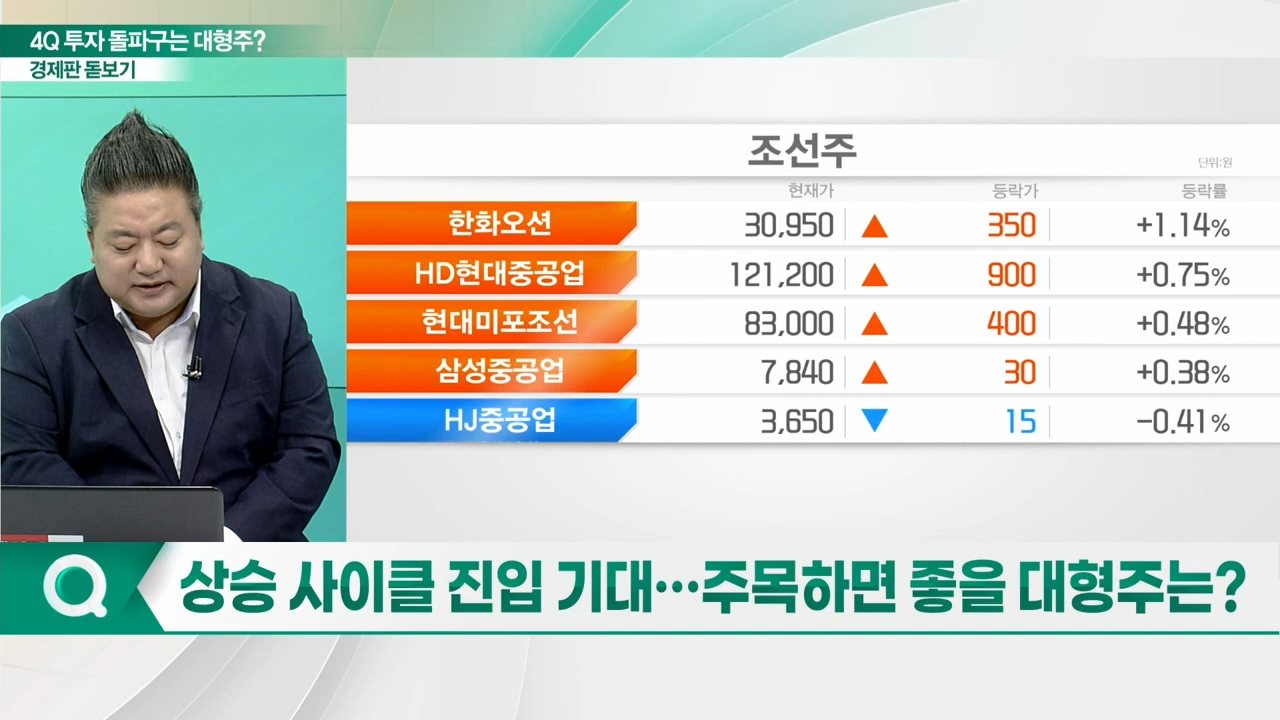 4Q 투자 돌파구는 대형주?
경제판 돋보기
조선주
단위:원
현재가 등락가 등락률
한화오션 30,950 ▲ 350 +1.14%
HD현대중공업 121,200 ▲ 900 +0.75%
현대미포조선 83,000 ▲ 400 +0.48%
삼성중공업 7,840 ▲ 30 +0.38%
HJ중공업 3,650 ▼ 15 -0.41%
Q 상승 사이클 진입 기대…주목하면 좋을 대형주는?